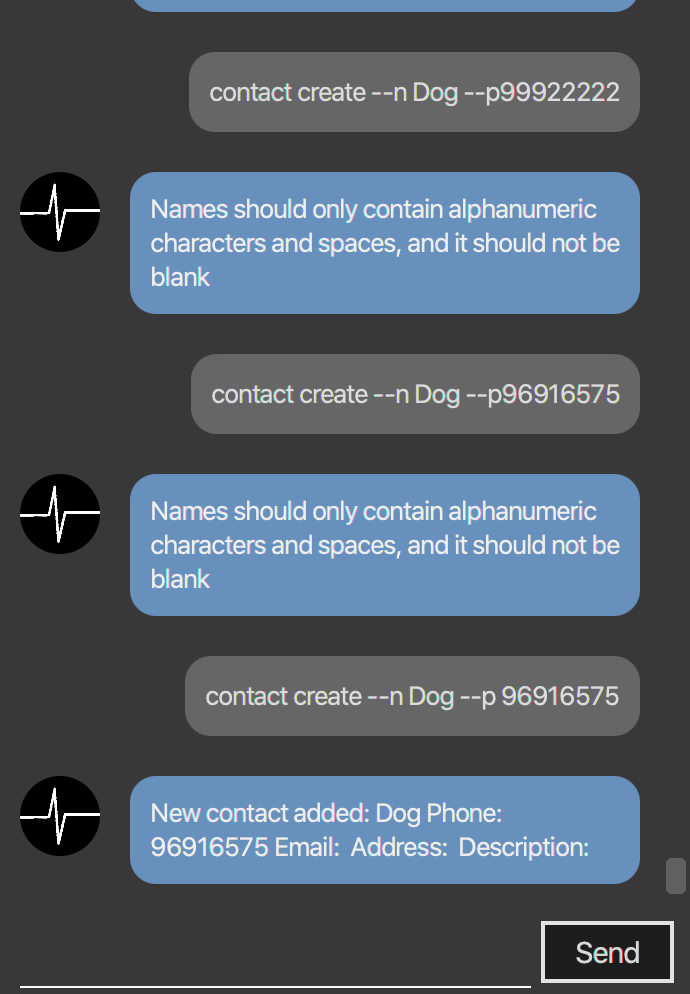 contact create --n Dog --p99922222
Names should only contain alphanumeric
characters and spaces, and it should not be
blank
contact create --n Dog --p96916575
Names should only contain alphanumeric
characters and spaces, and it should not be
blank
contact create --n Dog --p 96916575
New contact added: Dog Phone:
96916575 Email:  Address:  Description:
Send